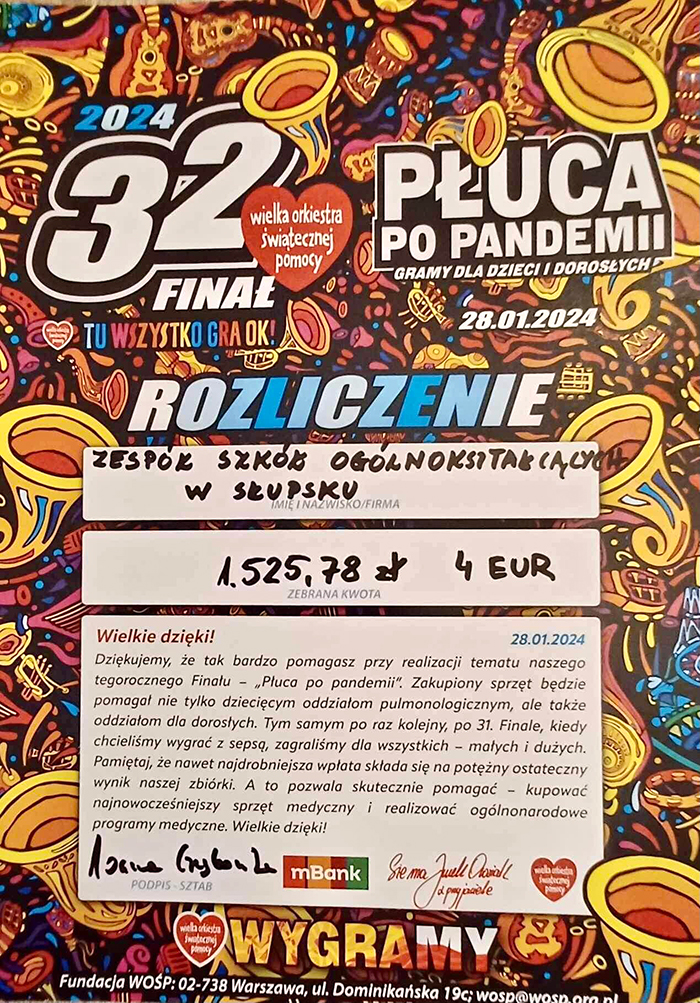 2024
32
FINAŁ
wielka orkiestra
świątecznej
pomocy
PŁUCA
PO PANDEMII
GRAMY DLA DZIECI I DOROSŁYCH
28.01.2024
TU WSZYSTKO GRA OK!
ROZLICZENIE
ZESPÓŁ SZKÓŁ OGÓLNOKSZTAŁCĄCYCH
W SŁUPSKU
IMIĘ I NAZWISKO/FIRMA
1.525,78 zł 4 EUR
ZEBRANA KWOTA
Wielkie dzięki! 28.01.2024
Dziękujemy, że tak bardzo pomagasz przy realizacji tematu naszego
tegorocznego Finału – „Płuca po pandemii”. Zakupiony sprzęt będzie
pomagał nie tylko dziecięcym oddziałom pulmonologicznym, ale także
oddziałom dla dorosłych. Tym samym po raz kolejny, po 31. Finale, kiedy
chcieliśmy wygrać z sepsą, zagraliśmy dla wszystkich – małych i dużych.
Pamiętaj, że nawet najdrobniejsza wpłata składa się na potężny ostateczny
wynik naszej zbiórki. A to pozwala skutecznie pomagać – kupować
najnowocześniejszy sprzęt medyczny i realizować ogólnonarodowe
programy medyczne. Wielkie dzięki!
PODPIS - SZTAB
mBank
Siema Jurek Owsiak
z przyjaciele
wielka orkiestra
świątecznej
pomocy
wielka orkiestra
świątecznej
pomocy
WYGRAMY
Fundacja WOŚP: 02-738 Warszawa, ul. Dominikańska 19c; wosp@wosp.org.pl